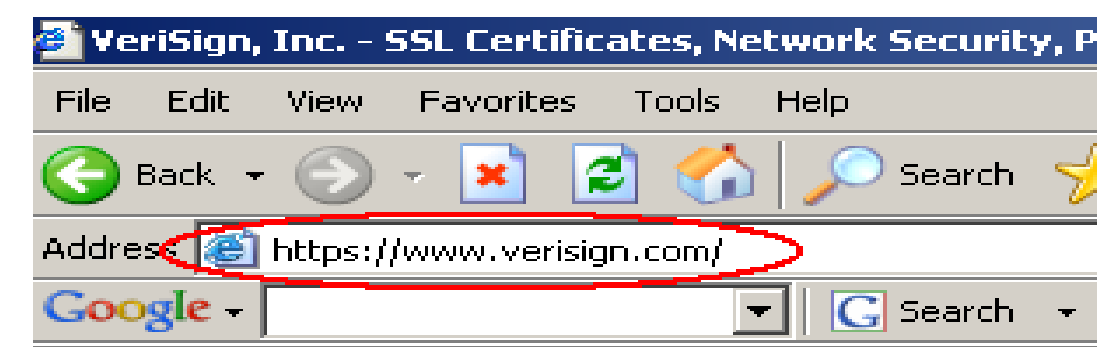 VeriSign, Inc. - SSL Certificates, Network Security, P
File Edit View Favorites Tools Help
Back Search
Address https://www.verisign.com/
Google G Search